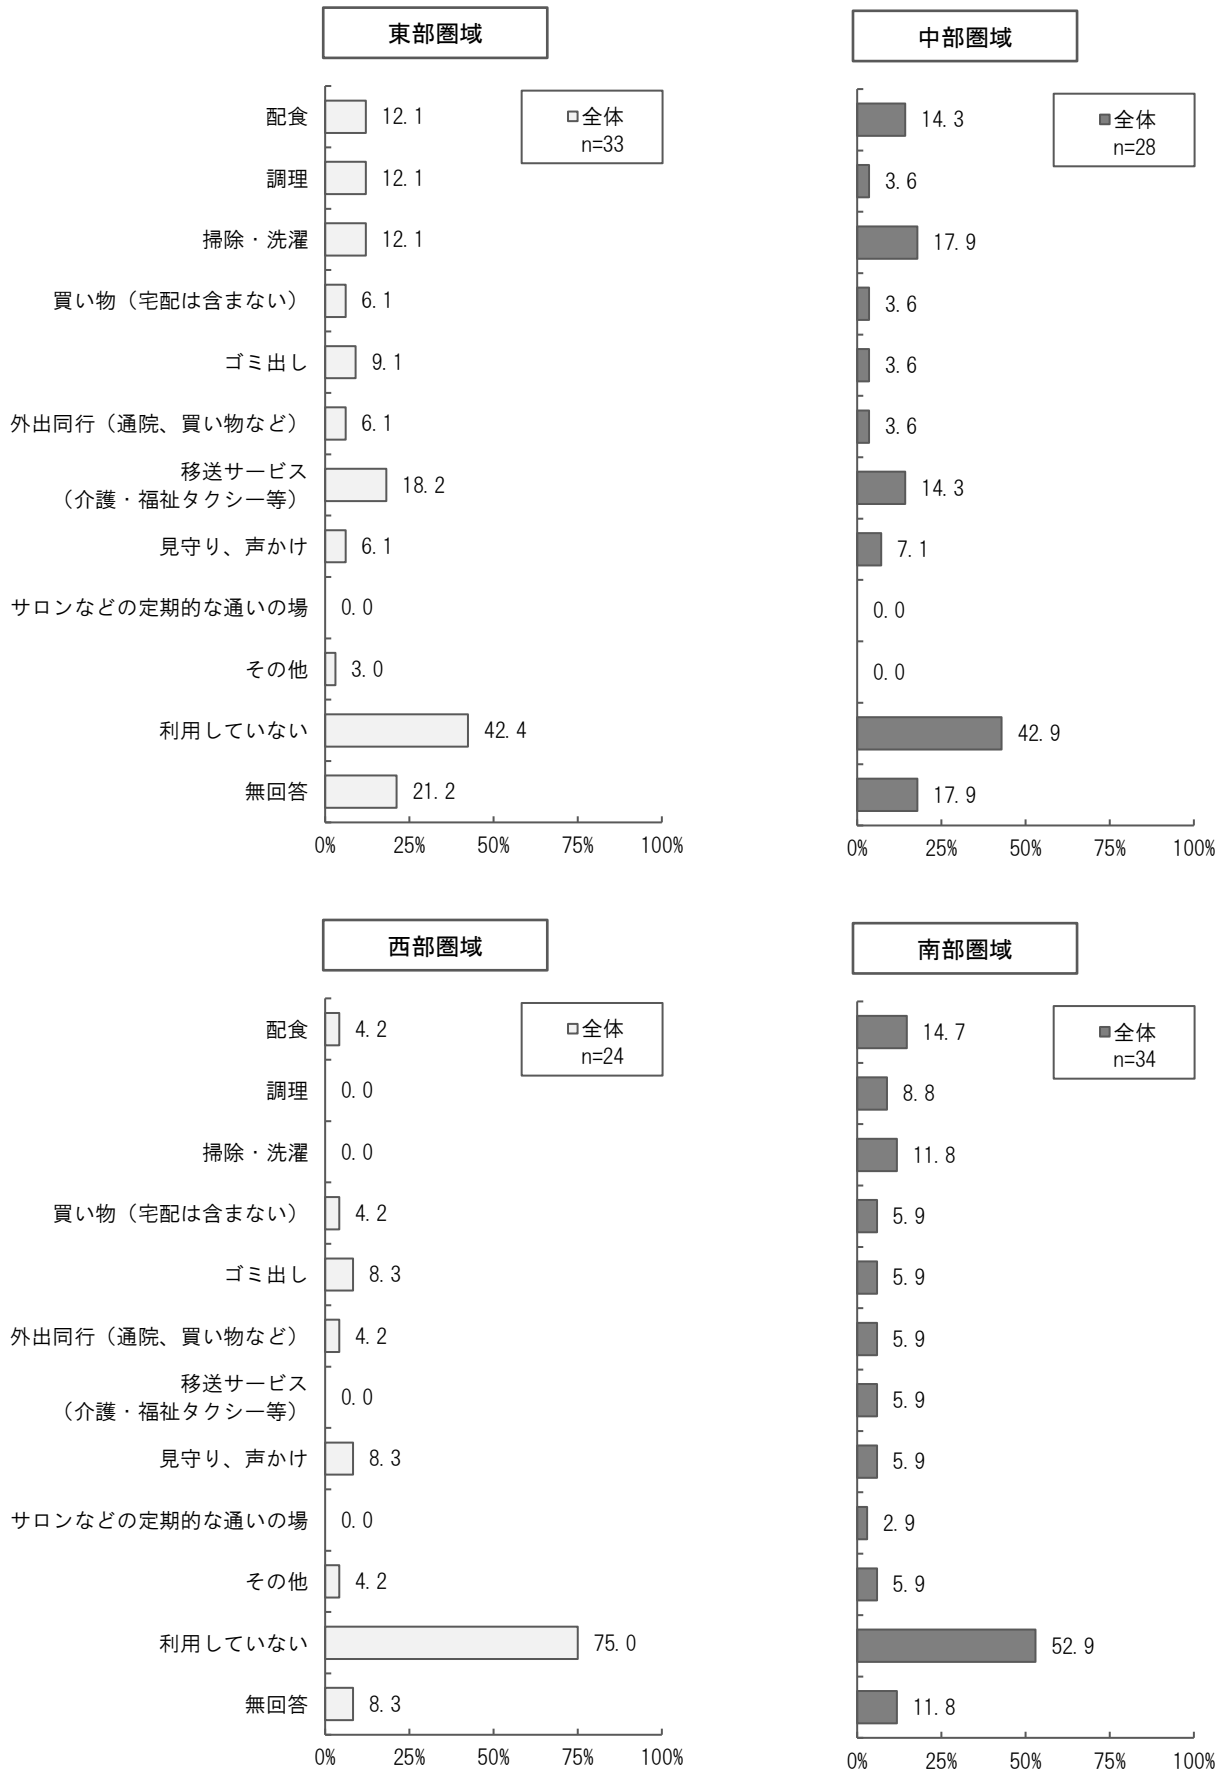 東部圏域
全体
n=33
配食 12.1
調理 12.1
掃除・洗濯 12.1
買い物（宅配は含まない） 6.1
ゴミ出し 9.1
外出同行（通院、買い物など） 6.1
移送サービス
（介護・福祉タクシー等） 18.2
見守り、声かけ 6.1
サロンなどの定期的な通いの場 0.0
その他 3.0
利用していない 42.4
無回答 21.2
0% 25% 50% 75% 100%
中部圏域
全体
n=28
14.3
3.6
17.9
3.6
3.6
3.6
14.3
7.1
0.0
0.0
42.9
17.9
0% 25% 50% 75% 100%
西部圏域
全体
n=24
配食 4.2
調理 0.0
掃除・洗濯 0.0
買い物（宅配は含まない） 4.2
ゴミ出し 8.3
外出同行（通院、買い物など） 4.2
移送サービス
（介護・福祉タクシー等） 0.0
見守り、声かけ 8.3
サロンなどの定期的な通いの場 0.0
その他 4.2
利用していない 75.0
無回答 8.3
0% 25% 50% 75% 100%
南部圏域
全体
n=34
14.7
8.8
11.8
5.9
5.9
5.9
5.9
5.9
2.9
5.9
52.9
11.8
0% 25% 50% 75% 100%